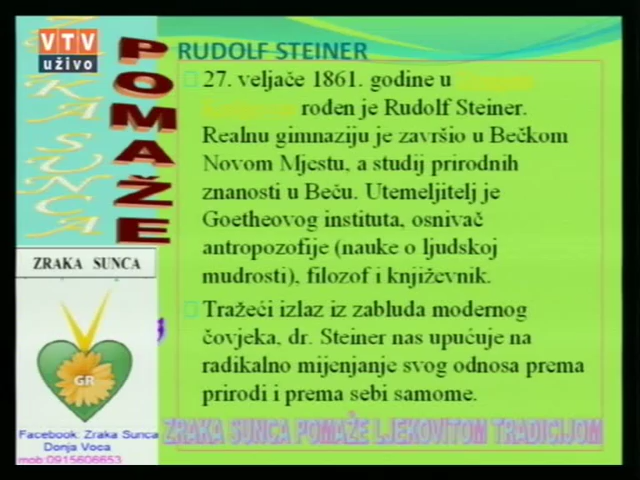 VTV
uživo
POMAŽE
ZRAKA SUNCA
RUDOLF STEINER
27. veljače 1861. godine u
rođen je Rudolf Steiner.
Realnu gimnaziju je završio u Bečkom
Novom Mjestu, a studij prirodnih
znanosti u Beču. Utemeljitelj je
Goetheovog instituta, osnivač
antropozofije (nauke o ljudskoj
mudrosti), filozof i književnik.
Tražeći izlaz iz zabluda modernog
čovjeka, dr. Steiner nas upućuje na
radikalno mijenjanje svog odnosa prema
prirodi i prema sebi samome.
GR
Facebook: Zraka Sunca
Donja Voća
mob:0915606653
ZRAKA SUNCA POMAŽE LJEKOVITOM TRADICIJOM